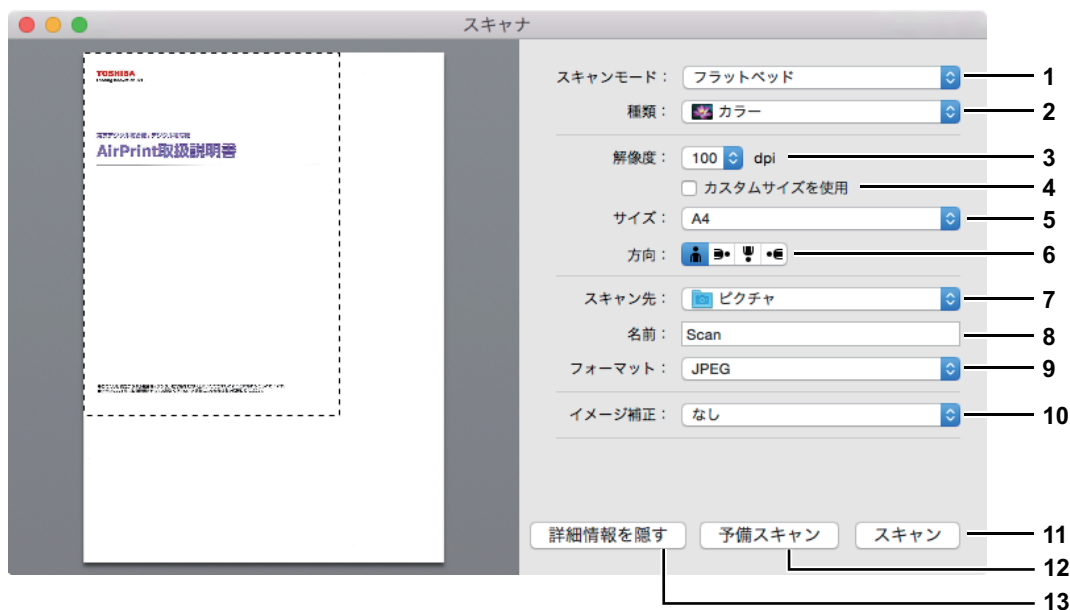 スキャナ
TOSHIBA
AirPrint取扱説明書
スキャンモード： フラットベッド 1
種類： カラー 2
解像度： 100 dpi 3
カスタムサイズを使用 4
サイズ： A4 5
方向： 6
スキャン先： ピクチャ 7
名前： Scan 8
フォーマット： JPEG 9
イメージ補正： なし 10
詳細情報を隠す 予備スキャン スキャン 11
12
13